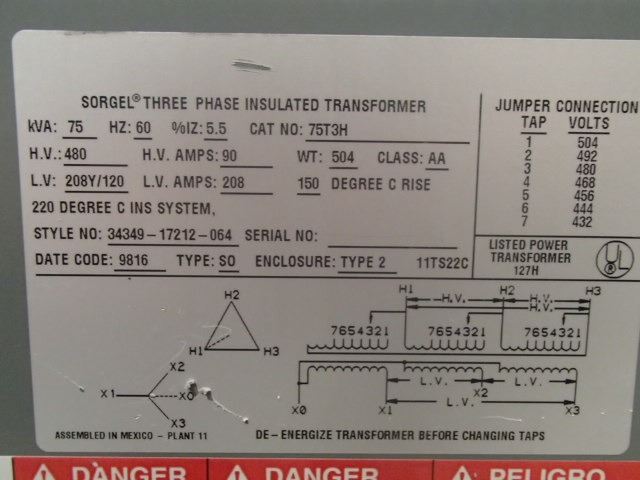 SORGEL® THREE PHASE INSULATED TRANSFORMER
kVA: 75 HZ: 60 %IZ: 5.5 CAT NO: 75T3H
H.V.: 480 H.V. AMPS: 90 WT: 504 CLASS: AA
L.V: 208Y/120 L.V. AMPS: 208 150 DEGREE C RISE
220 DEGREE C INS SYSTEM,
STYLE NO: 34349-17212-064 SERIAL NO:
DATE CODE: 9816 TYPE: SO ENCLOSURE: TYPE 2 11TS22C
JUMPER CONNECTION
TAP VOLTS
1 504
2 492
3 480
4 468
5 456
6 444
7 432
LISTED POWER
TRANSFORMER
127H
UL
®
H2
H1 H3
X2
X1 X0
X3
H1 H2 H3
H.V. H.V.
H.V.
7654321 7654321 7654321
L.V. L.V.
X2
L.V.
X0 X1 X3
ASSEMBLED IN MEXICO - PLANT 11
DE-ENERGIZE TRANSFORMER BEFORE CHANGING TAPS
DANGER DANGER PELIGRO